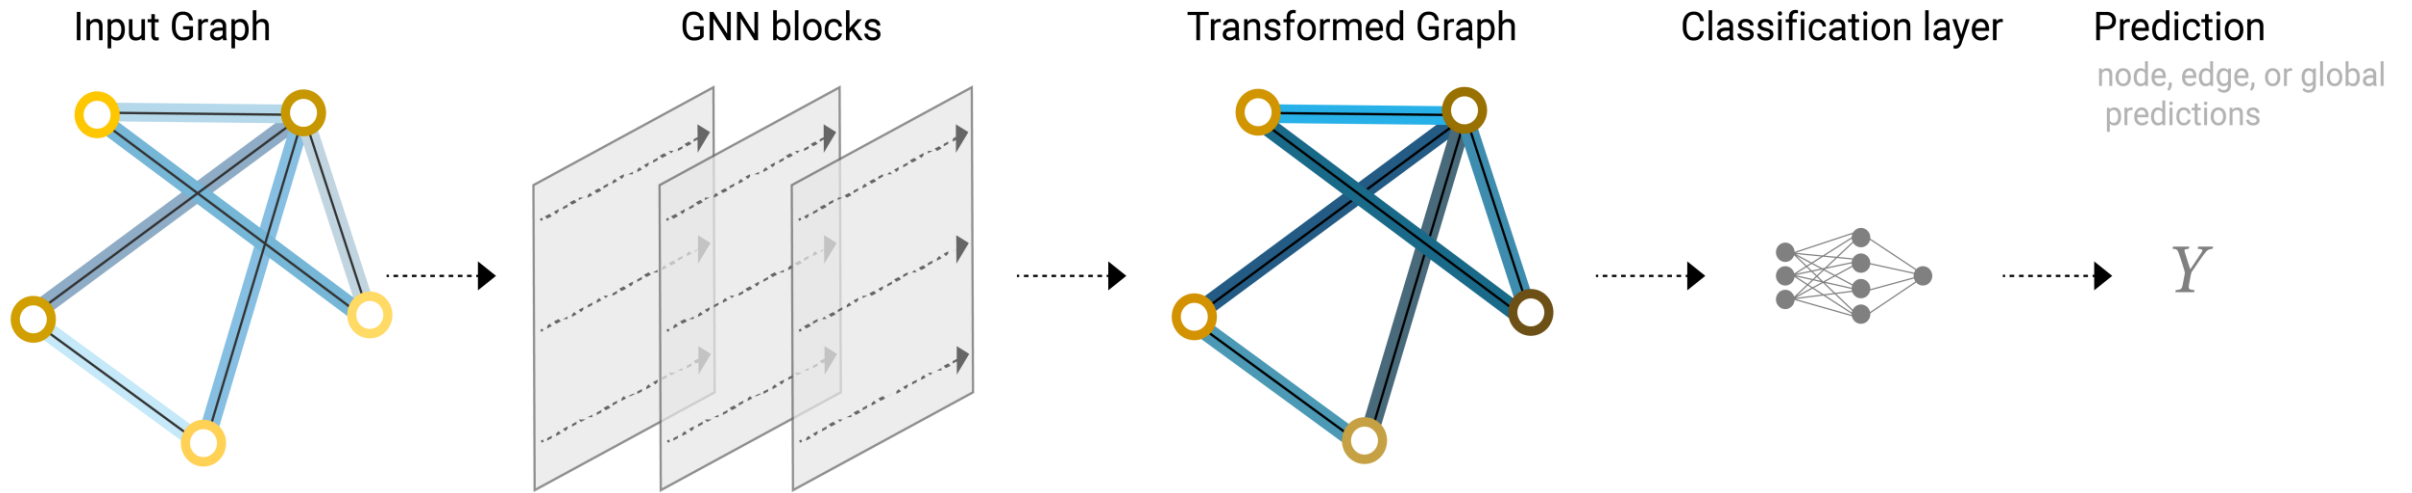 Input Graph
GNN blocks
Transformed Graph
Classification layer
Prediction
node, edge, or global
predictions
Y